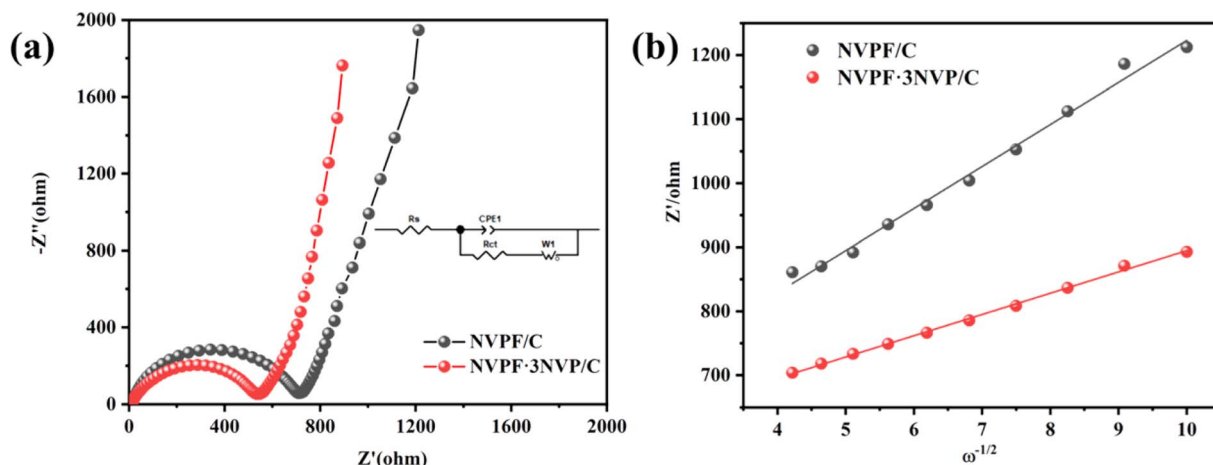 (a)
2000
1600
1200
800
400
0
-Z"(ohm)
0 400 800 1200 1600 2000
Z'(ohm)
Rs CPE1
Rct W1
NVPF/C
NVPF·3NVP/C
(b)
NVPF/C
NVPF·3NVP/C
1200
1100
1000
900
800
700
Z'/ohm
4 5 6 7 8 9 10
ω-1/2